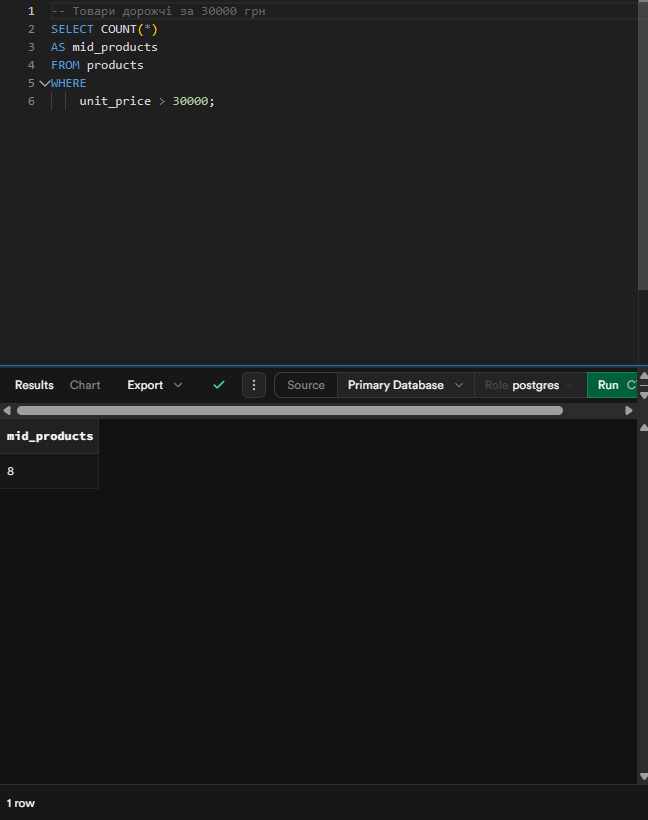 1 -- Товари дорожчі за 30000 грн
2 SELECT COUNT(*)
3 AS mid_products
4 FROM products
5 WHERE
6 unit_price > 30000;
Results Chart Export Source Primary Database Role postgres Run C
mid_products
8
1 row